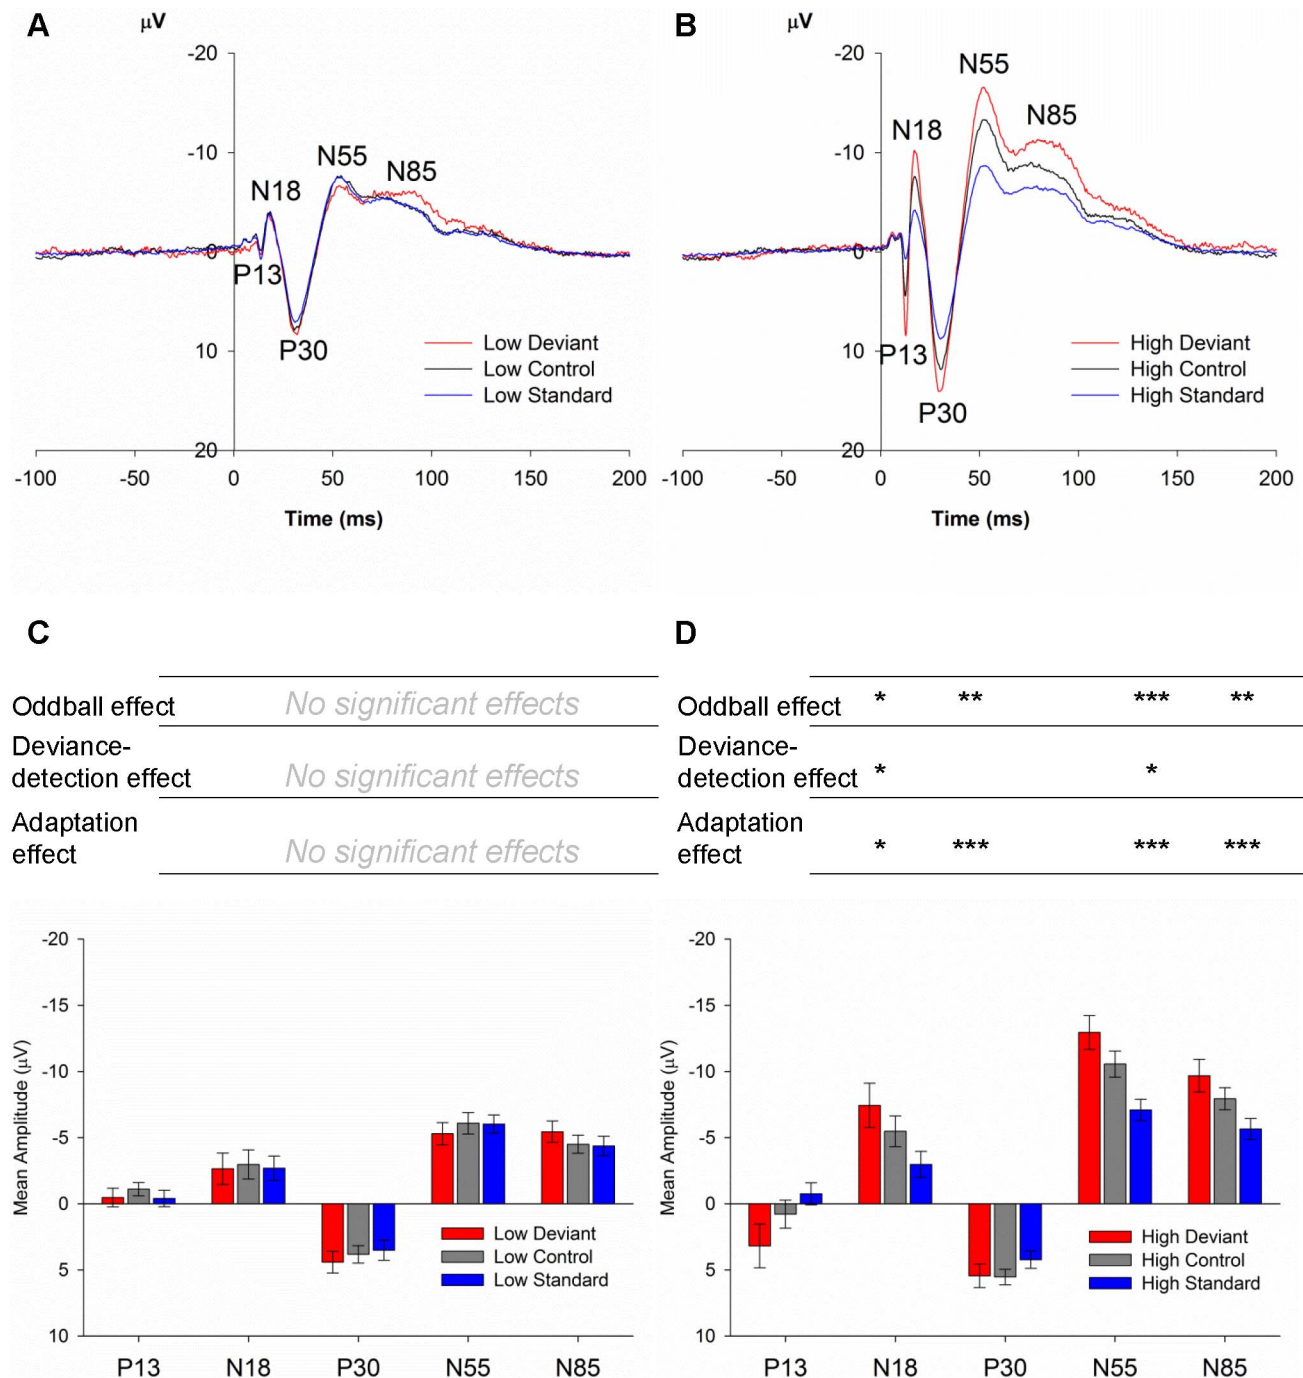 A
µV
-20
-10
0
10
20
N18
N55
N85
P13
P30
Low Deviant
Low Control
Low Standard
-100 -50 0 50 100 150 200
Time (ms)
B
µV
-20
-10
0
10
20
N55
N85
N18
P13
P30
High Deviant
High Control
High Standard
-100 -50 0 50 100 150 200
Time (ms)
C
Oddball effect No significant effects
Deviance-
detection effect No significant effects
Adaptation
effect No significant effects
Mean Amplitude (µV)
-20
-15
-10
-5
0
5
10
Low Deviant
Low Control
Low Standard
P13 N18 P30 N55 N85
D
Oddball effect * ** *** **
Deviance-
detection effect * *
Adaptation
effect * *** *** ***
Mean Amplitude (µV)
-20
-15
-10
-5
0
5
10
High Deviant
High Control
High Standard
P13 N18 P30 N55 N85